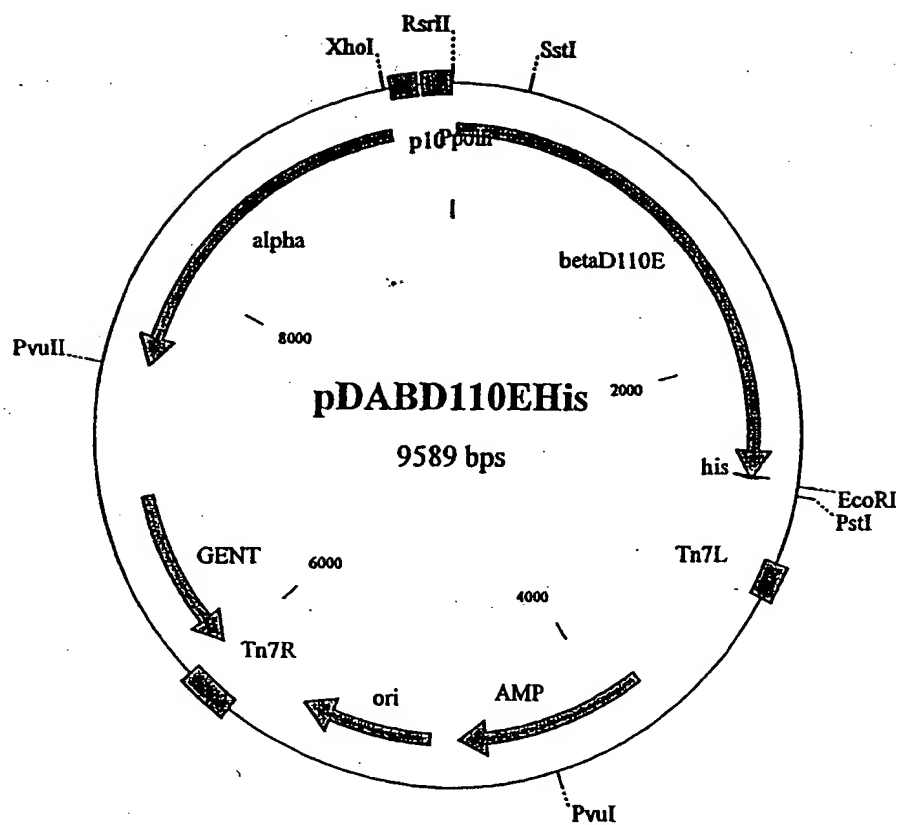 RsrII
XhoI
SstI
p10
Ppolh
alpha
betaD110E
PvuII
8000
2000
pDABD110EHis
9589 bps
his
EcoRI
PstI
GENT
6000
Tn7L
4000
Tn7R
ori
AMP
PvuI